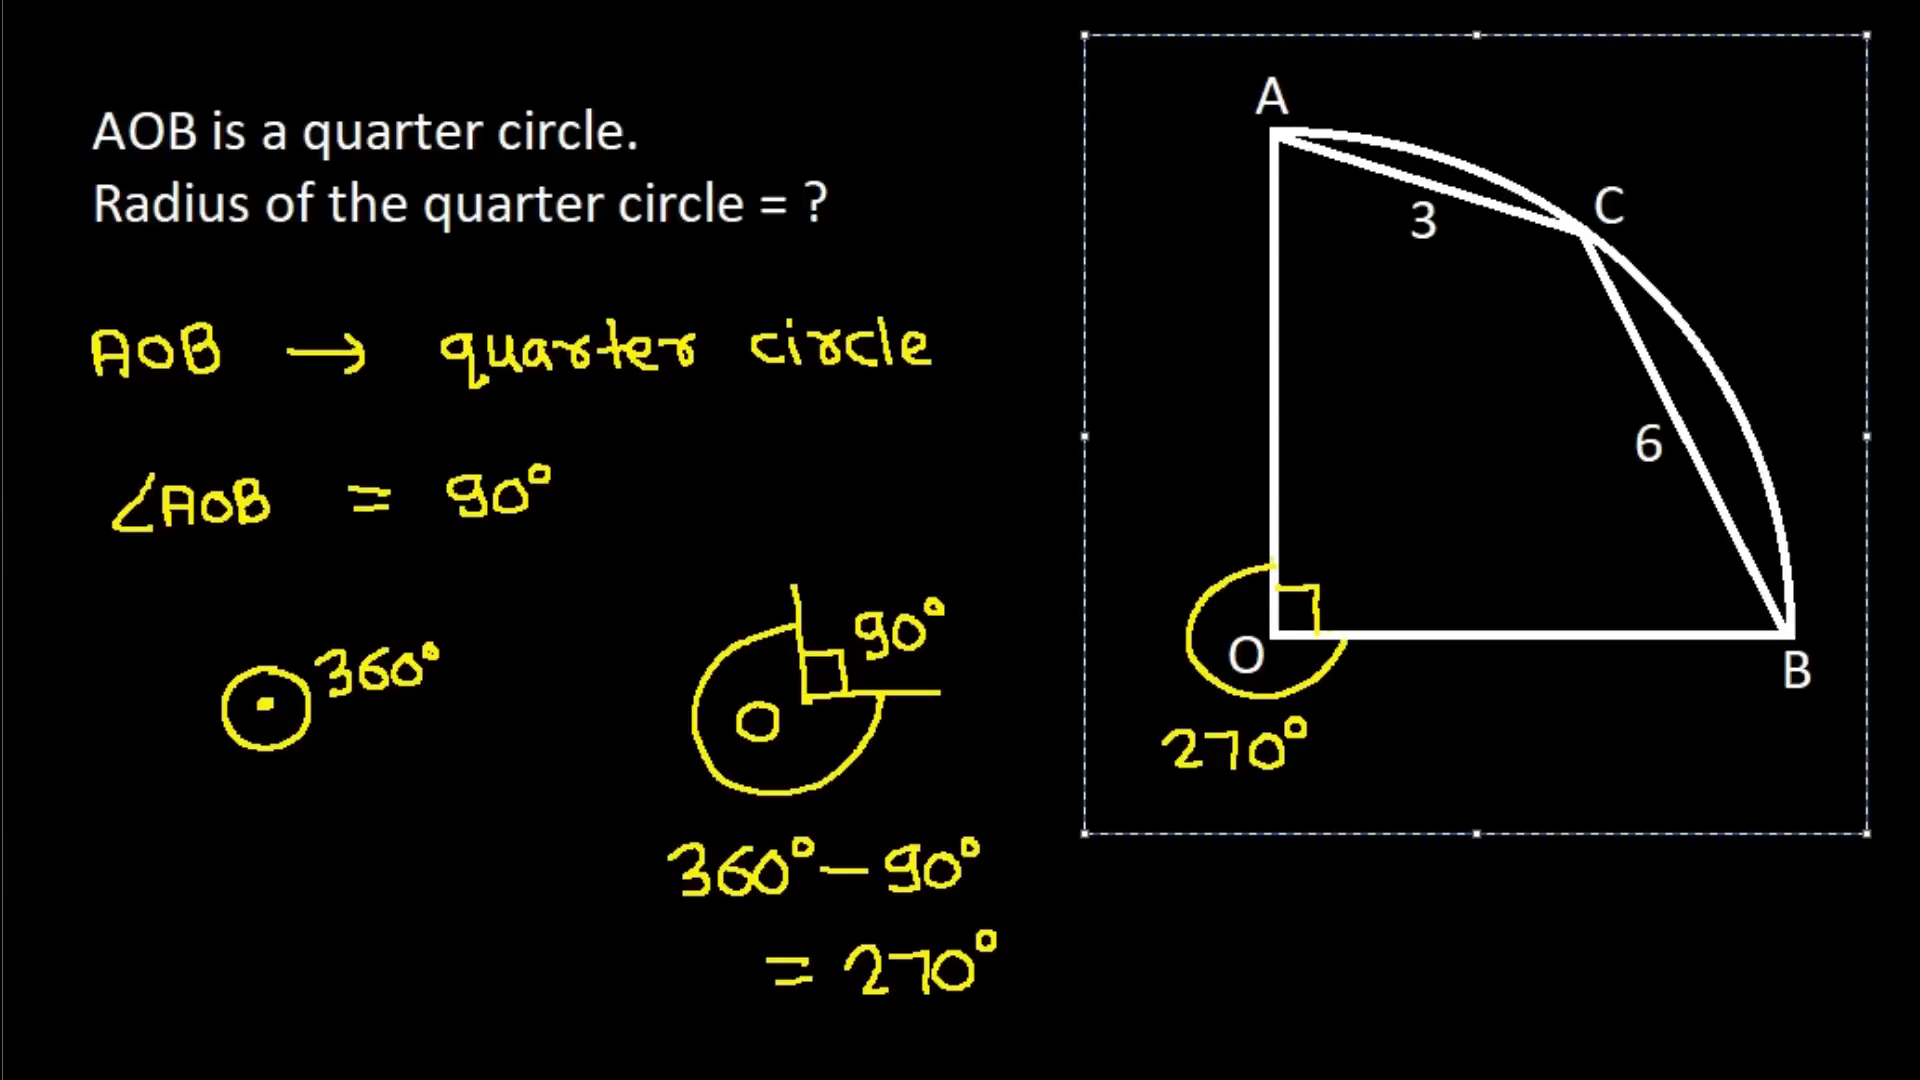 AOB is a quarter circle.
Radius of the quarter circle = ?
AOB → quarter circle
∠AOB = 90°
360°
90°
O
360° – 90°
= 270°
A
C
3
6
O
B
270°